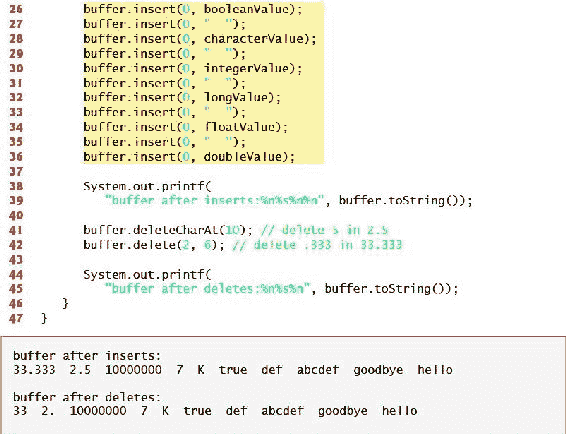 26 buffer.insert(0, booleanValue);
27 buffer.insert(0, "  ");
28 buffer.insert(0, characterValue);
29 buffer.insert(0, "  ");
30 buffer.insert(0, integerValue);
31 buffer.insert(0, "  ");
32 buffer.insert(0, longValue);
33 buffer.insert(0, "  ");
34 buffer.insert(0, floatValue);
35 buffer.insert(0, "  ");
36 buffer.insert(0, doubleValue);
37
38 System.out.printf(
39 "buffer after inserts:%n%s%n%n", buffer.toString());
40
41 buffer.deleteCharAt(10); // delete 5 in 2.5
42 buffer.delete(2, 6); // delete .333 in 33.333
43
44 System.out.printf(
45 "buffer after deletes:%n%s%n", buffer.toString());
46 }
47 }
buffer after inserts:
33.333  2.5  10000000  7  K  true  def  abcdef  goodbye  hello
buffer after deletes:
33  2.  10000000  7  K  true  def  abcdef  goodbye  hello